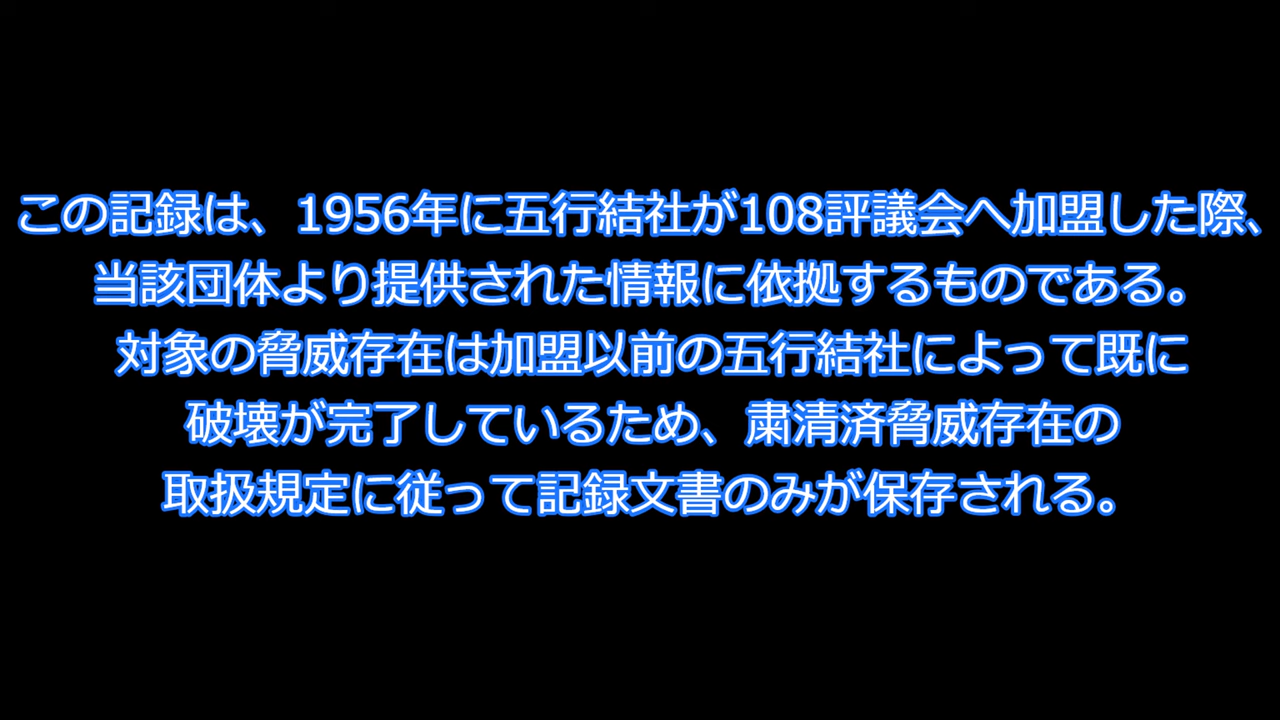 この記録は、1956年に五行結社が108評議会へ加盟した際、
当該団体より提供された情報に依拠するものである。
対象の脅威存在は加盟以前の五行結社によって既に
破壊が完了しているため、粛清済脅威存在の
取扱規定に従って記録文書のみが保存される。